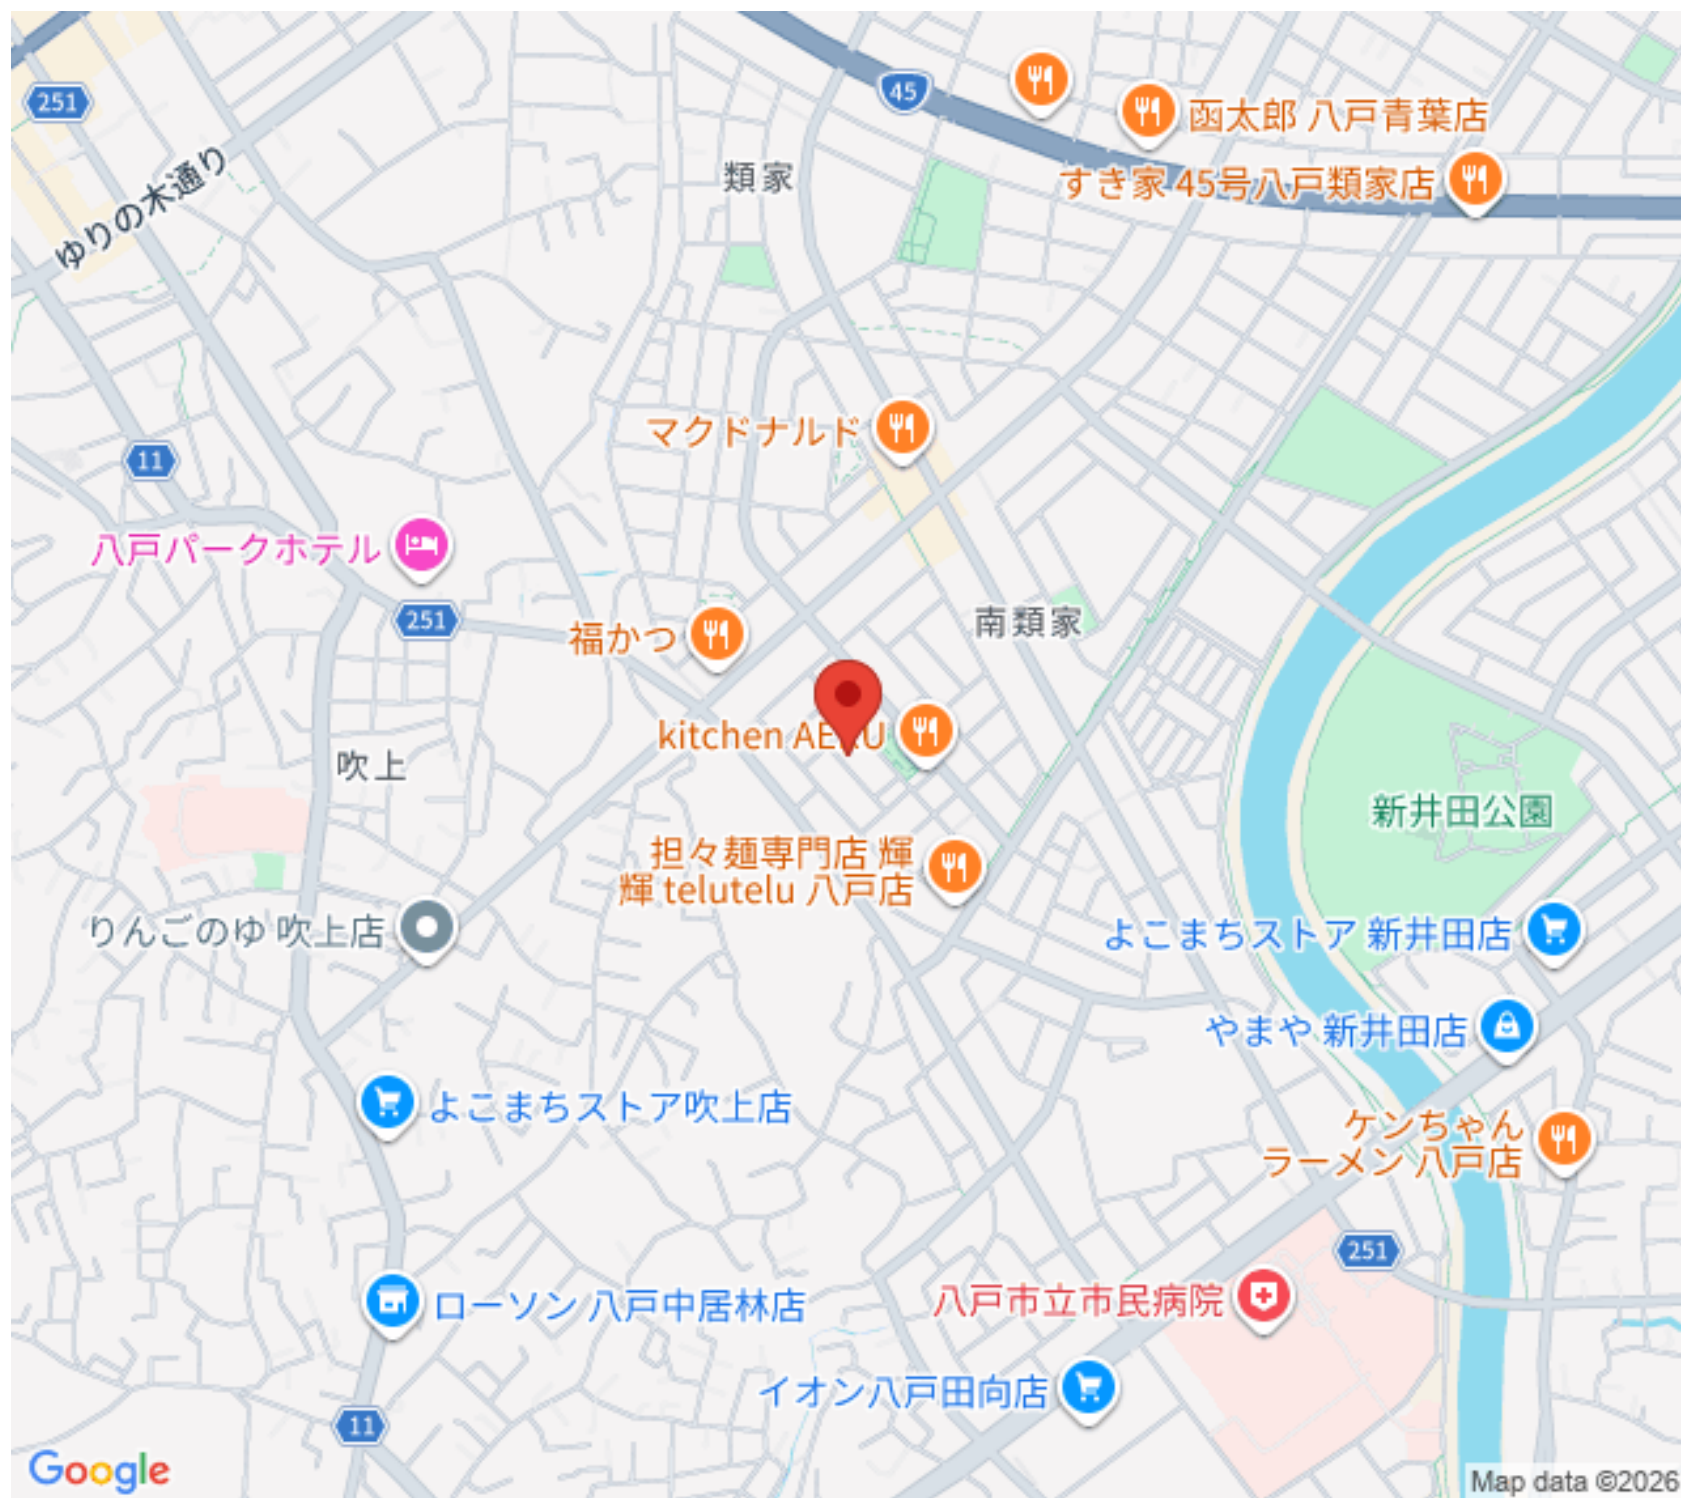 251
45
函太郎 八戸青葉店
すき家 45号八戸類家店
類家
ゆりの木通り
マクドナルド
11
八戸パークホテル
251
福かつ
南類家
kitchen AE
U
吹上
新井田公園
担々麺専門店 輝
輝 telutelu 八戸店
りんごのゆ 吹上店
よこまちストア 新井田店
やまや 新井田店
よこまちストア吹上店
ケンちゃん
ラーメン 八戸店
251
八戸市立市民病院
ローソン 八戸中居林店
イオン八戸田向店
11
Google
Map data ©2026